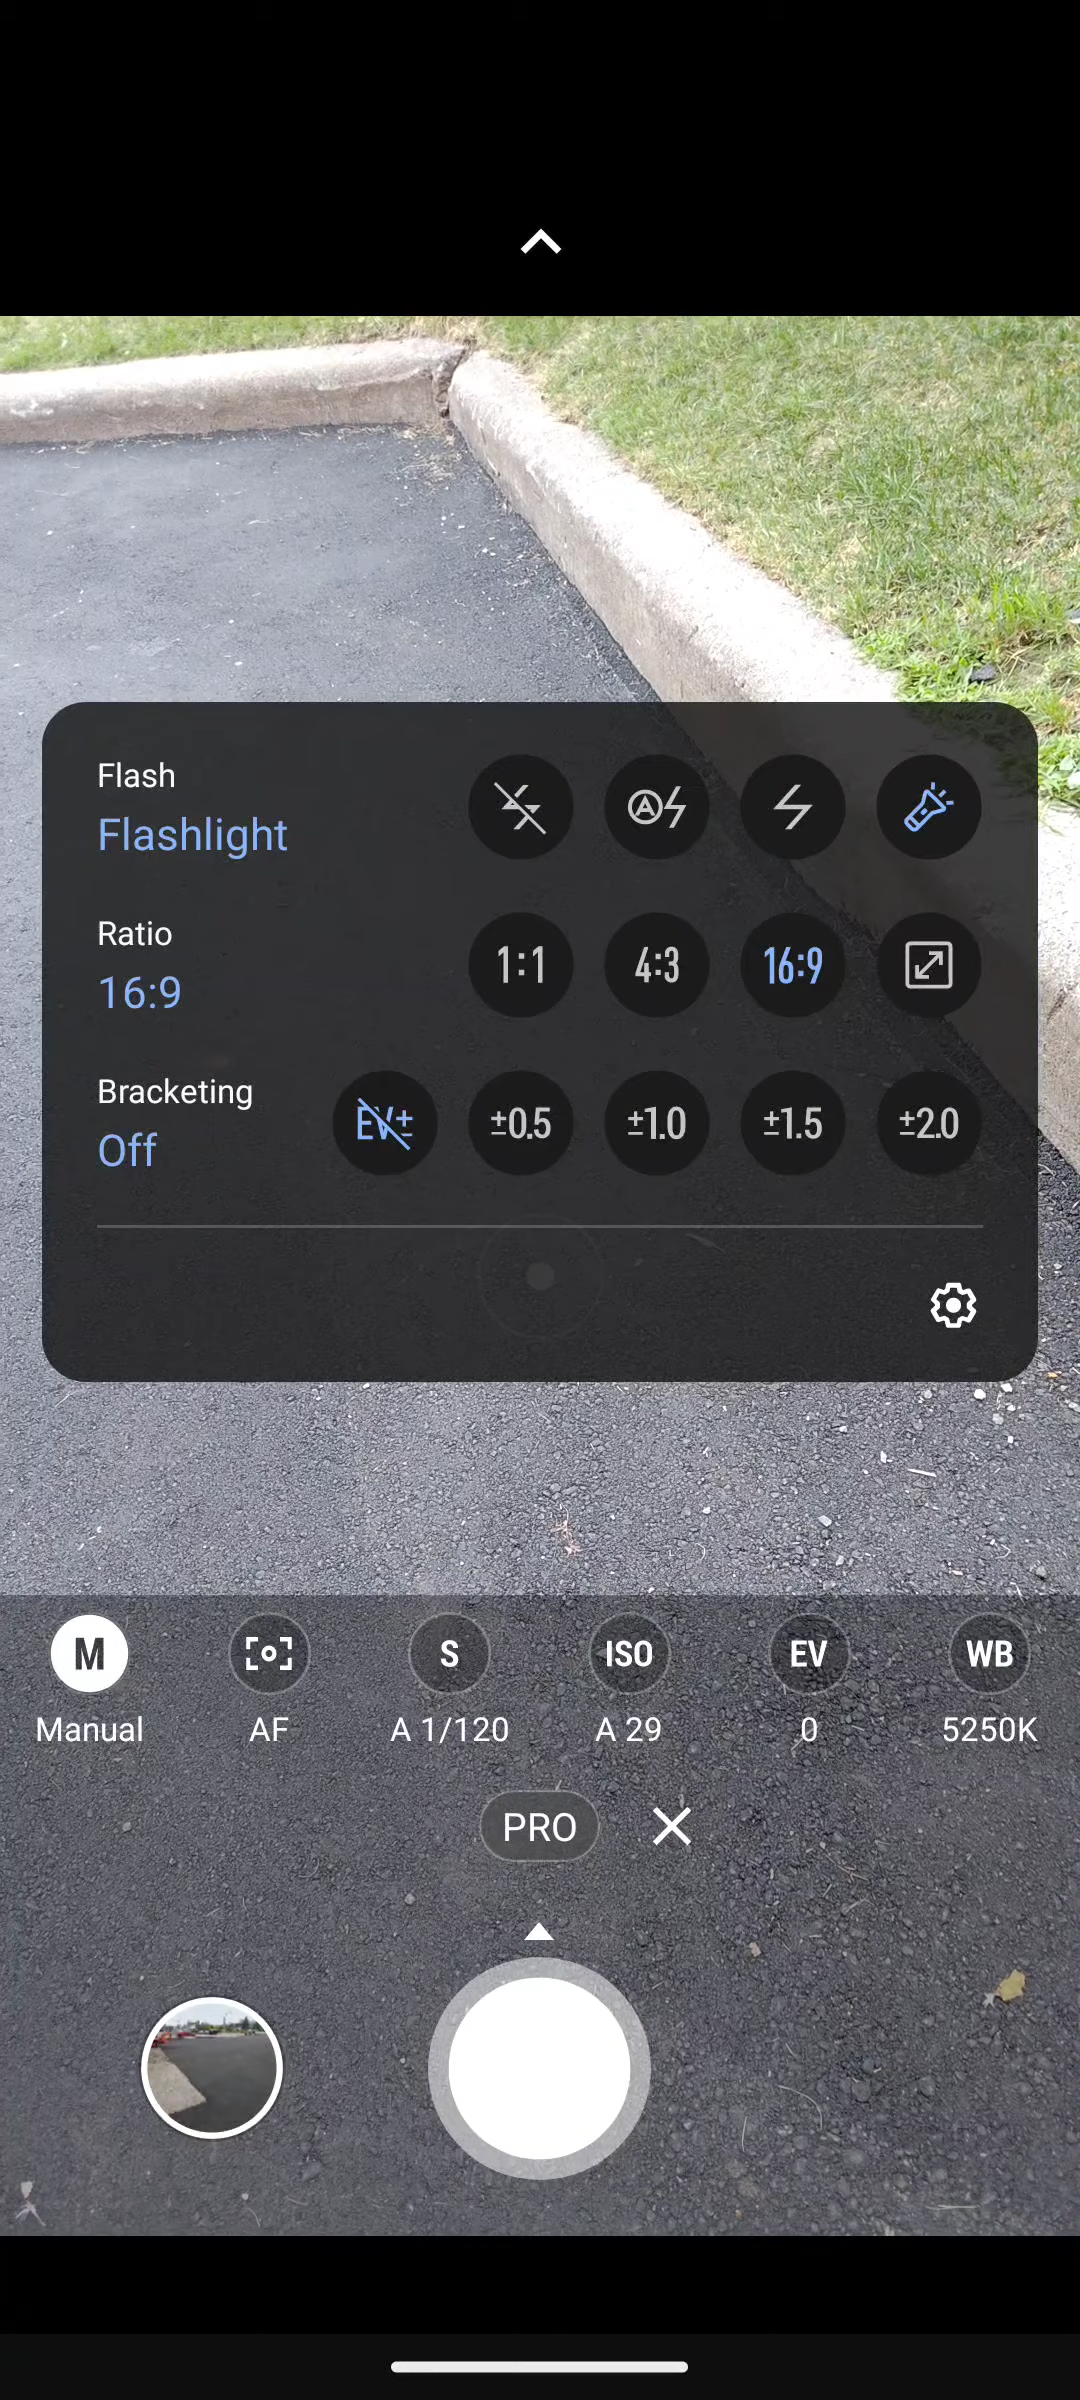 Flash
Flashlight
Ratio
16:9
1:1
4:3
16:9
Bracketing
Off
EV±
±0.5
±1.0
±1.5
±2.0
M
S
ISO
EV
WB
Manual
AF
A 1/120
A 29
0
5250K
PRO